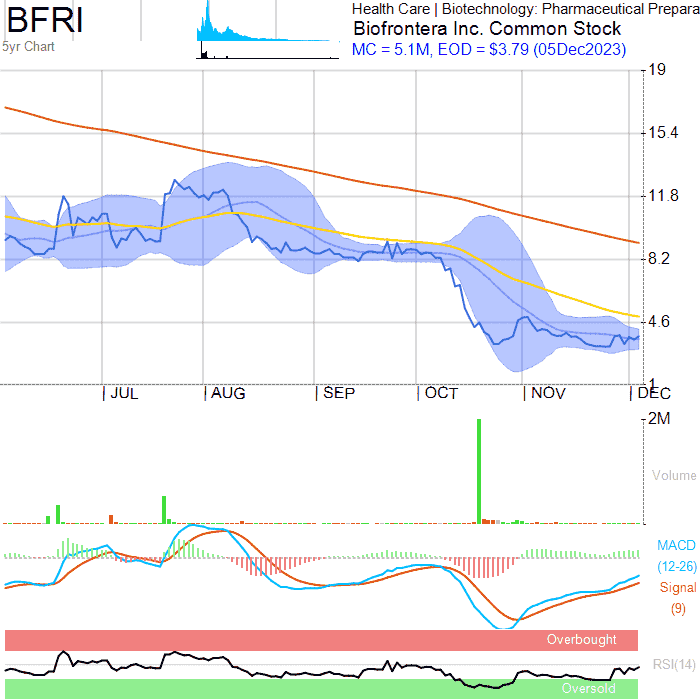 BFRI
5yr Chart
Health Care | Biotechnology: Pharmaceutical Prepara
Biofrontera Inc. Common Stock
MC = 5.1M, EOD = $3.79 (05Dec2023)
19
15.4
11.8
8.2
4.6
1
| JUL | AUG | SEP | OCT | NOV | DEC
2M
Volume
MACD
(12-26)
Signal
(9)
Overbought
RSI(14)
Oversold